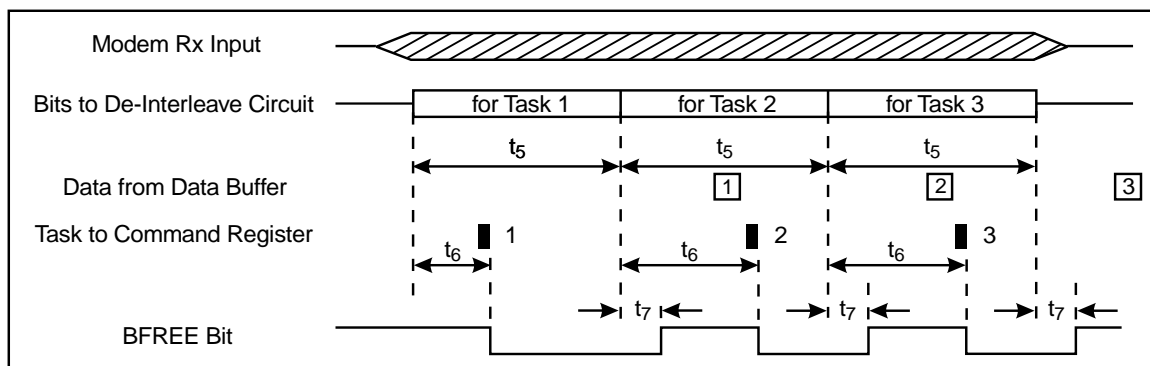 Modem Rx Input
Bits to De-Interleave Circuit
for Task 1
for Task 2
for Task 3
t5
t5
t5
Data from Data Buffer
1
2
3
Task to Command Register
1
2
3
t6
t6
t6
t7
t7
t7
BFREE Bit